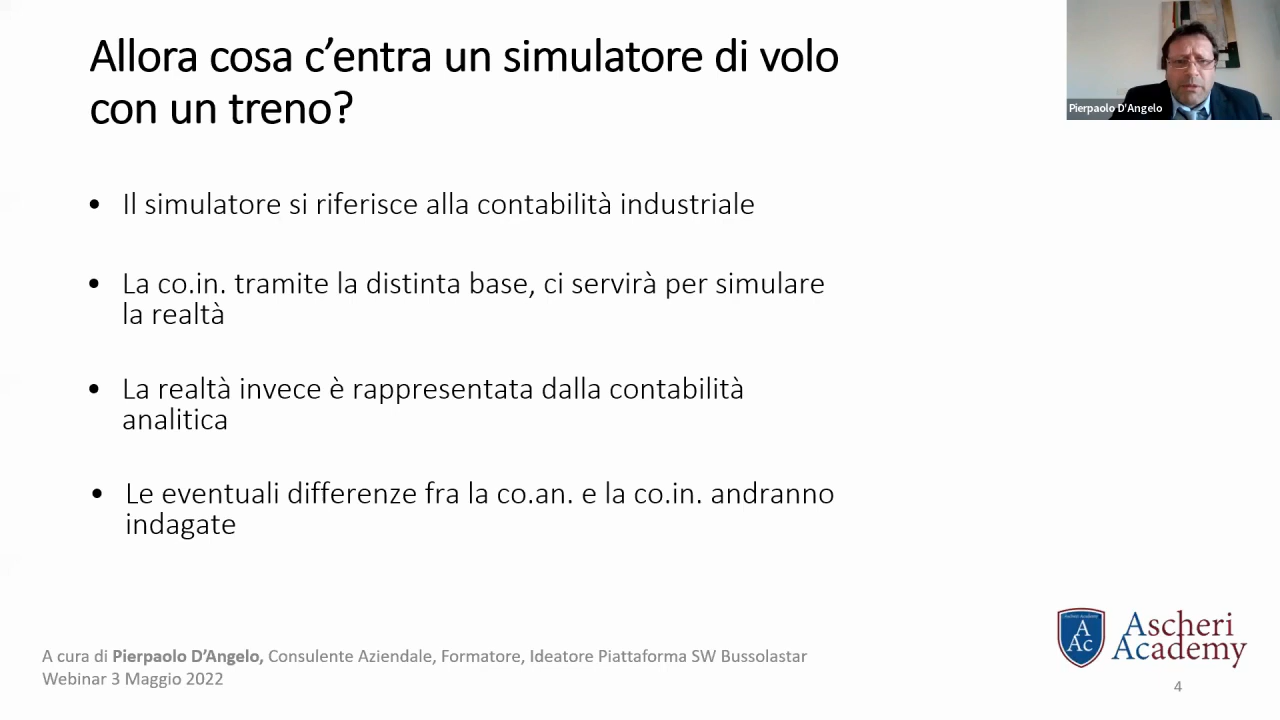 Allora cosa c'entra un simulatore di volo
con un treno?
Pierpaolo D'Angelo
• Il simulatore si riferisce alla contabilità industriale
• La co.in. tramite la distinta base, ci servirà per simulare
la realtà
• La realtà invece è rappresentata dalla contabilità
analitica
• Le eventuali differenze fra la co.an. e la co.in. andranno
indagate
A cura di Pierpaolo D'Angelo, Consulente Aziendale, Formatore, Ideatore Piattaforma SW Bussolastar
Webinar 3 Maggio 2022
A
Ac
Ascheri
Academy
4